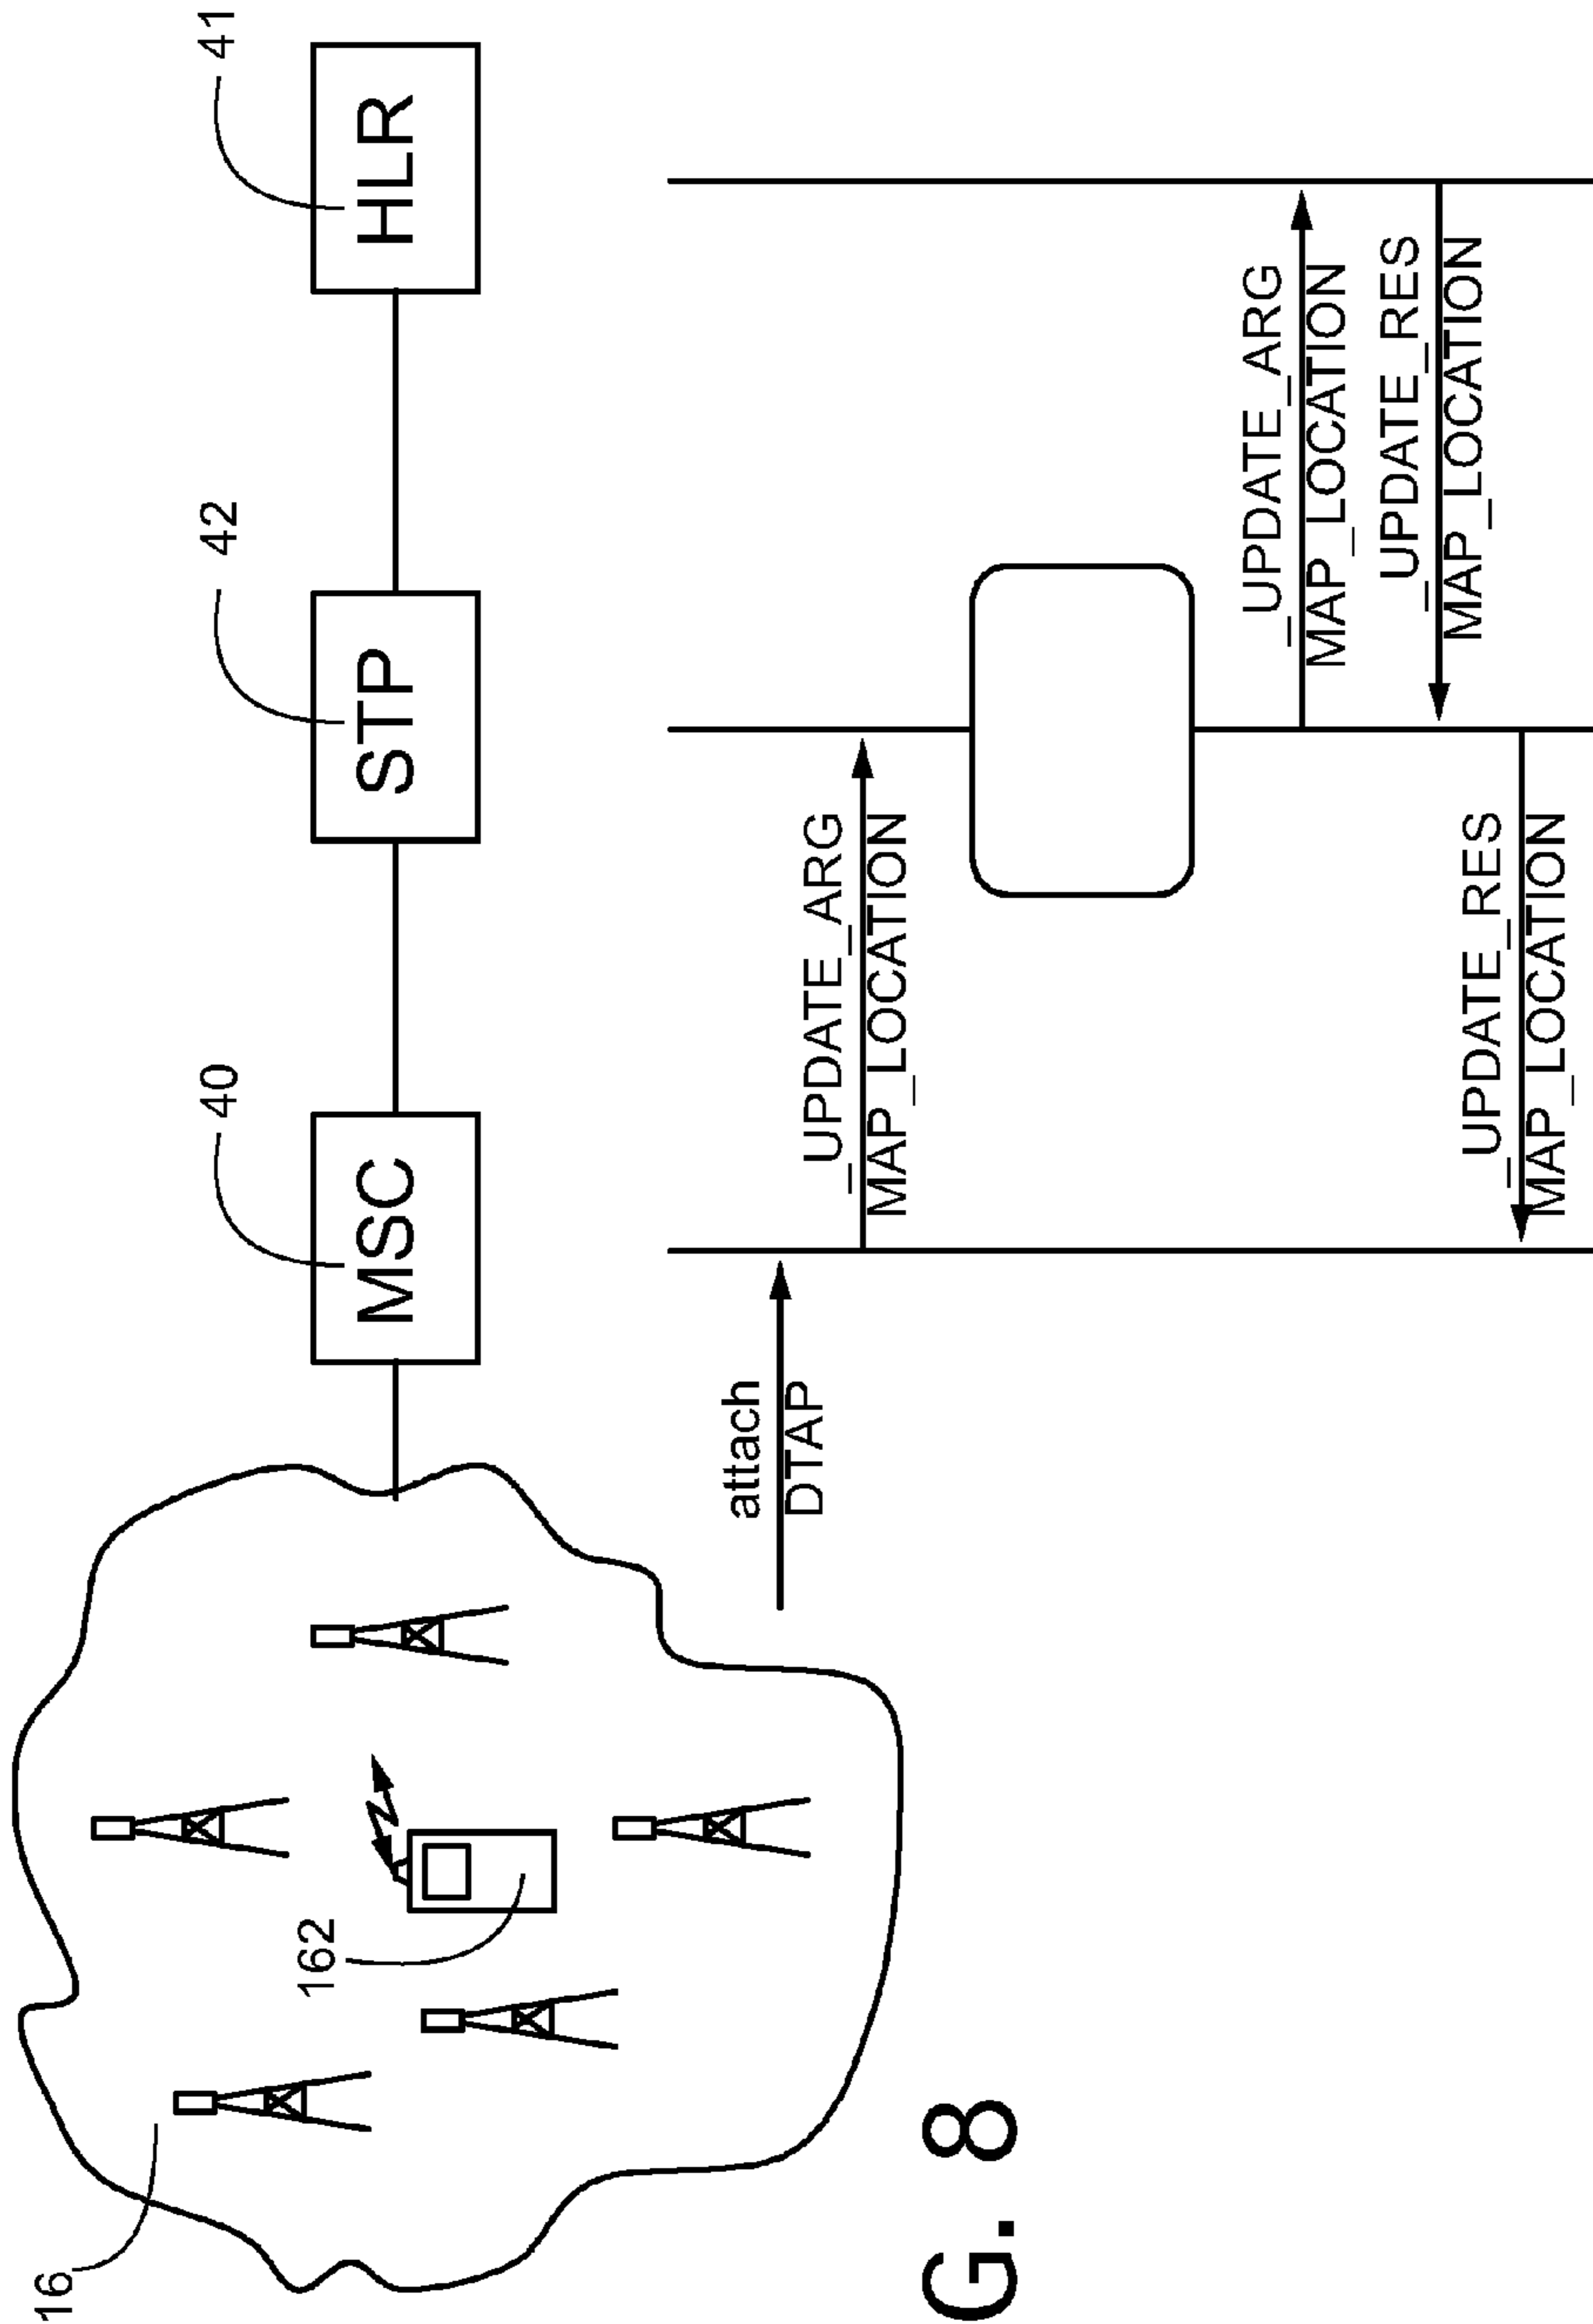 16
162
40
42
41
MSC
STP
HLR
attach
DTAP
_UPDATE_ARG
MAP_LOCATION
_UPDATE_ARG
MAP_LOCATION
_UPDATE_RES
MAP_LOCATION
_UPDATE_RES
MAP_LOCATION
G. 8